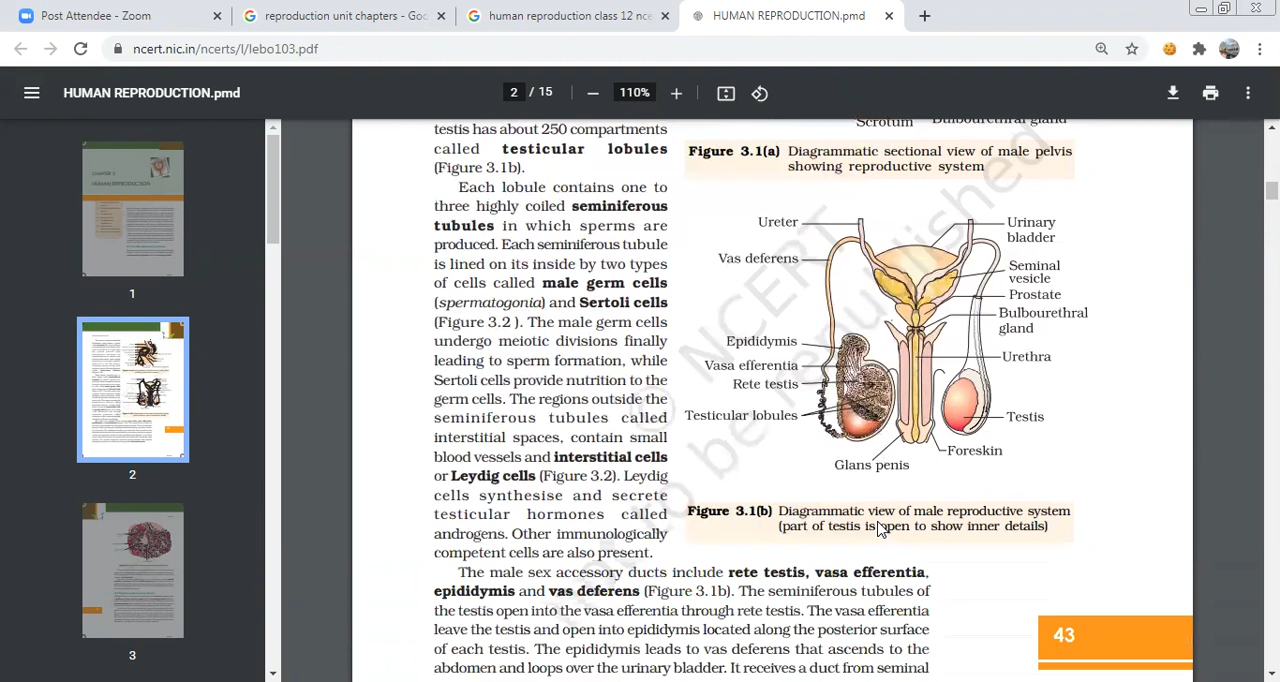 Post Attendee - Zoom
reproduction unit chapters - Goo
human reproduction class 12 nce
HUMAN REPRODUCTION.pmd
ncert.nic.in/ncerts/l/lebo103.pdf
HUMAN REPRODUCTION.pmd
2 / 15
110%
1
2
3
testis has about 250 compartments
called testicular lobules
(Figure 3.1b).
Each lobule contains one to
three highly coiled seminiferous
tubules in which sperms are
produced. Each seminiferous tubule
is lined on its inside by two types
of cells called male germ cells
(spermatogonia) and Sertoli cells
(Figure 3.2 ). The male germ cells
undergo meiotic divisions finally
leading to sperm formation, while
Sertoli cells provide nutrition to the
germ cells. The regions outside the
seminiferous tubules called
interstitial spaces, contain small
blood vessels and interstitial cells
or Leydig cells (Figure 3.2). Leydig
cells synthesise and secrete
testicular hormones called
androgens. Other immunologically
competent cells are also present.
Scrotum
Bulbourethral gland
Figure 3.1(a) Diagrammatic sectional view of male pelvis
showing reproductive system
Ureter
Vas deferens
Epididymis
Vasa efferentia
Rete testis
Testicular lobules
Glans penis
Urinary
bladder
Seminal
vesicle
Prostate
Bulbourethral
gland
Urethra
Testis
Foreskin
Figure 3.1(b) Diagrammatic view of male reproductive system
(part of testis is open to show inner details)
The male sex accessory ducts include rete testis, vasa efferentia,
epididymis and vas deferens (Figure 3.1b). The seminiferous tubules of
the testis open into the vasa efferentia through rete testis. The vasa efferentia
leave the testis and open into epididymis located along the posterior surface
of each testis. The epididymis leads to vas deferens that ascends to the
abdomen and loops over the urinary bladder. It receives a duct from seminal
43
© NCERT
to be republished